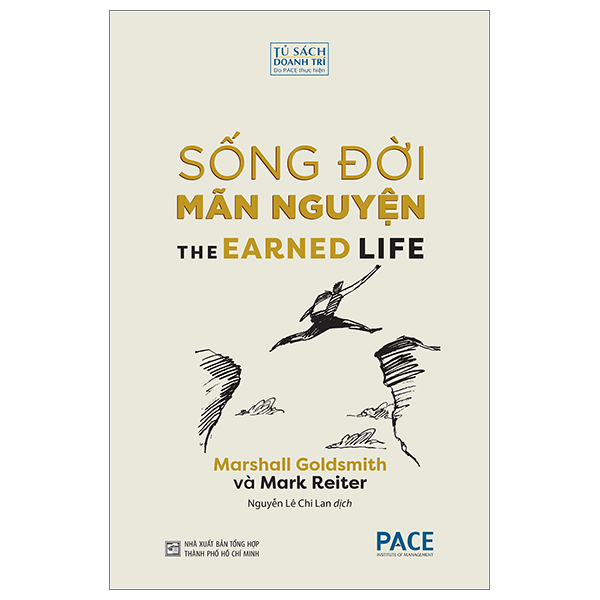 TỦ SÁCH
DOANH TRÍ
Do PACE thực hiện
SỐNG ĐỜI
MÃN NGUYỆN
THE EARNED LIFE
Marshall Goldsmith
và Mark Reiter
Nguyễn Lê Chi Lan dịch
NHÀ XUẤT BẢN TỔNG HỢP
THÀNH PHỐ HỒ CHÍ MINH
PACE
INSTITUTE OF MANAGEMENT